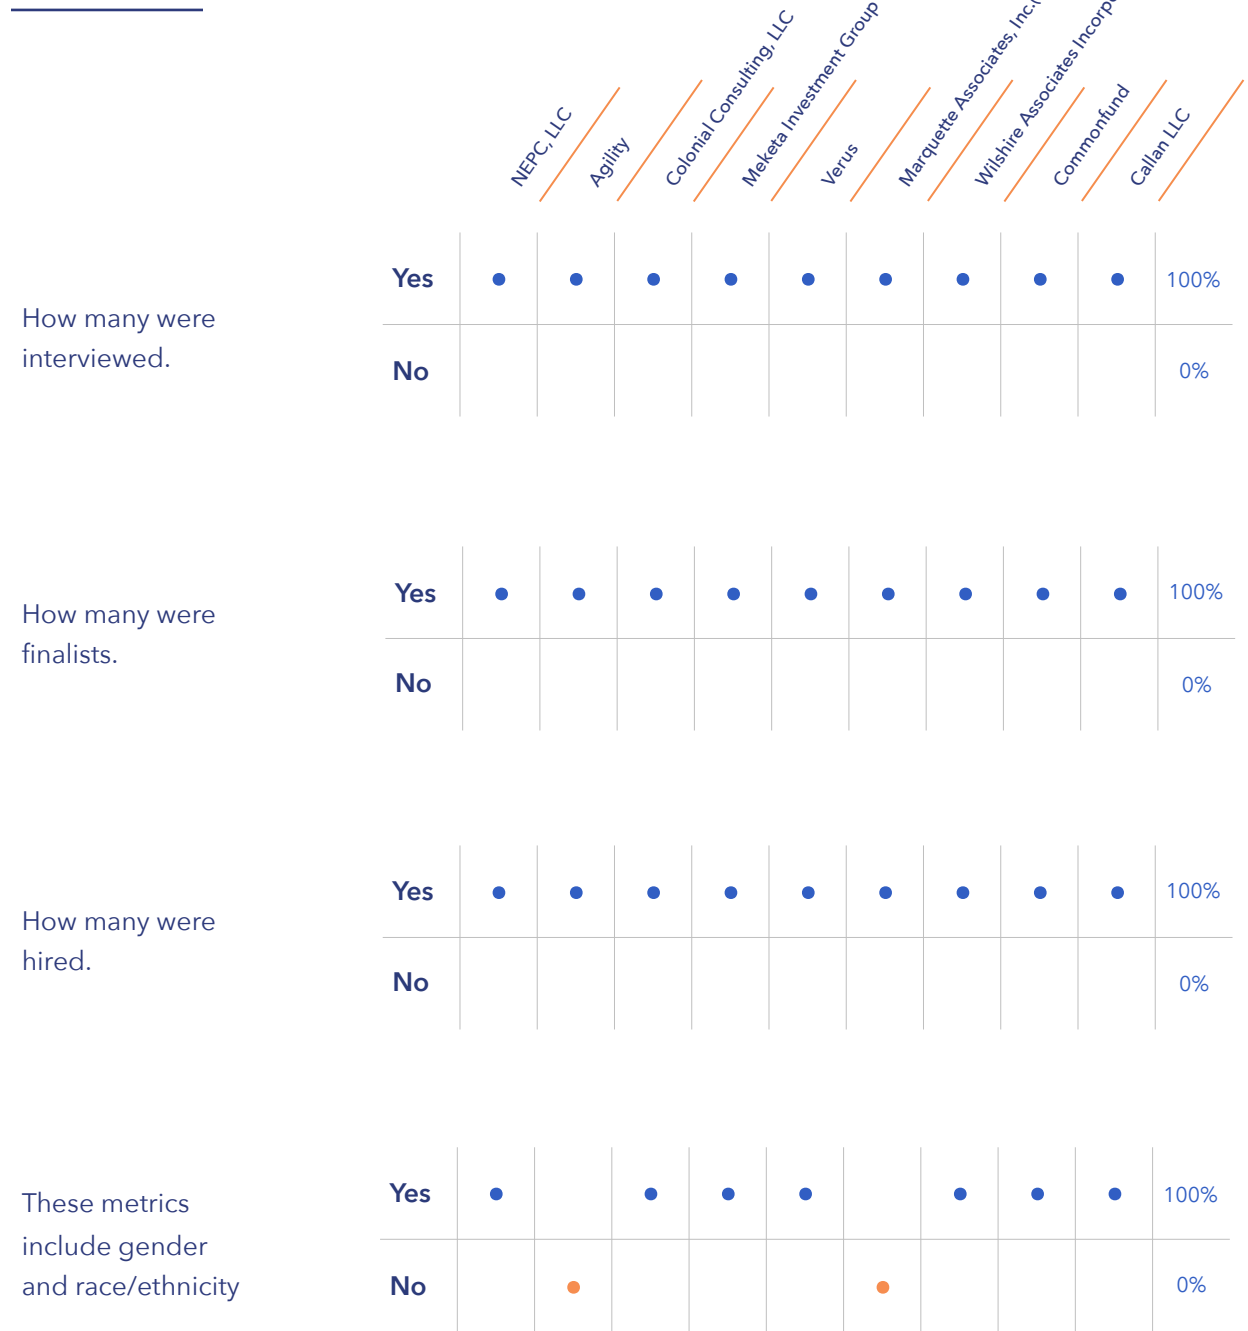 NEPC, LLC
Agility
Colonial Consulting, LLC
Meketa Investment Group
Verus
Marquette Associates, Inc.
Wilshire Associates
Commonfund
Callan LLC
How many were
interviewed.
Yes
100%
No
0%
How many were
finalists.
Yes
100%
No
0%
How many were
hired.
Yes
100%
No
0%
These metrics
include gender
and race/ethnicity
Yes
100%
No
0%